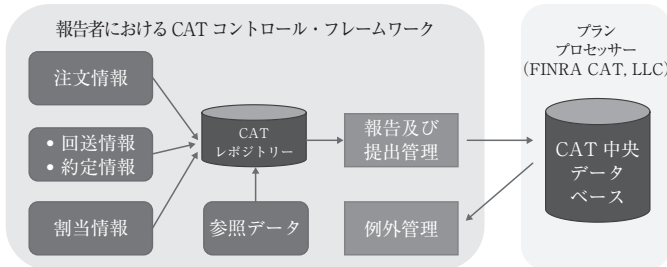 報告者における CAT コントロール・フレームワーク
注文情報
• 回送情報
• 約定情報
割当情報
CAT
レポジトリー
参照データ
報告及び
提出管理
例外管理
プラン
プロセッサー
(FINRA CAT, LLC)
CAT 中央
データ
ベース